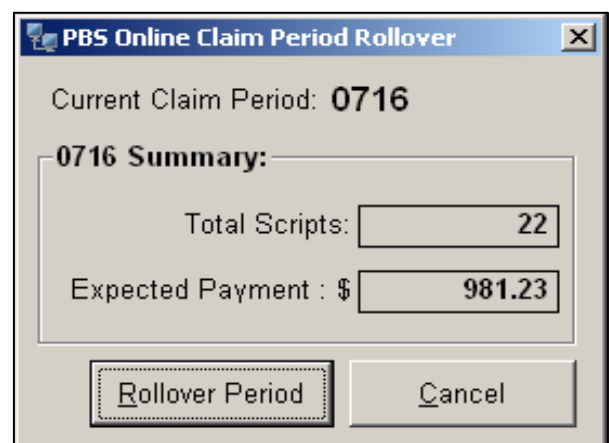 PBS Online Claim Period Rollover
Current Claim Period: 0716
0716 Summary:
Total Scripts: 22
Expected Payment : $ 981.23
Rollover Period Cancel